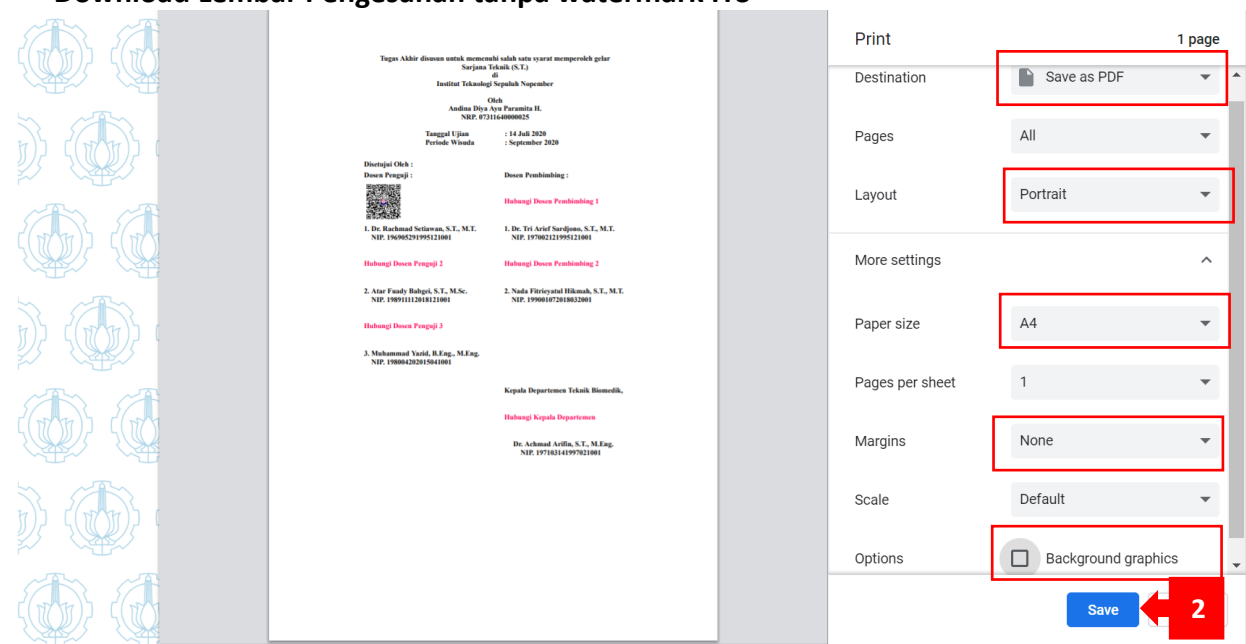 Download Lembar Pengesahan tanpa watermark ITS
Tugas Akhir disusun untuk memenuhi salah satu syarat memperoleh gelar
Sarjana Teknik (S.T.)
di
Institut Teknologi Sepuluh Nopember
Oleh
Andina Diya Ayu Paramita H.
NRP. 07311640000025
Tanggal Ujian : 14 Juli 2020
Periode Wisuda : September 2020
Disetujui Oleh :
Dosen Penguji : Dosen Pembimbing :
Hubungi Dosen Pembimbing 1
1. Dr. Rachmad Setiawan, S.T., M.T. 1. Dr. Tri Arief Sardjono, S.T., M.T.
NIP. 196905291995121001 NIP. 197002121995121001
Hubungi Dosen Penguji 2 Hubungi Dosen Pembimbing 2
2. Atar Fuady Babgei, S.T., M.Sc. 2. Nada Fitrieyatul Hikmah, S.T., M.T.
NIP. 198911112018121001 NIP. 199001072018032001
Hubungi Dosen Penguji 3
3. Muhammad Yazid, B.Eng., M.Eng.
NIP. 198004202015041001
Kepala Departemen Teknik Biomedik,
Hubungi Kepala Departemen
Dr. Achmad Arifin, S.T., M.Eng.
NIP. 197103141997021001
Print 1 page
Destination Save as PDF
Pages All
Layout Portrait
More settings
Paper size A4
Pages per sheet 1
Margins None
Scale Default
Options Background graphics
Save 2